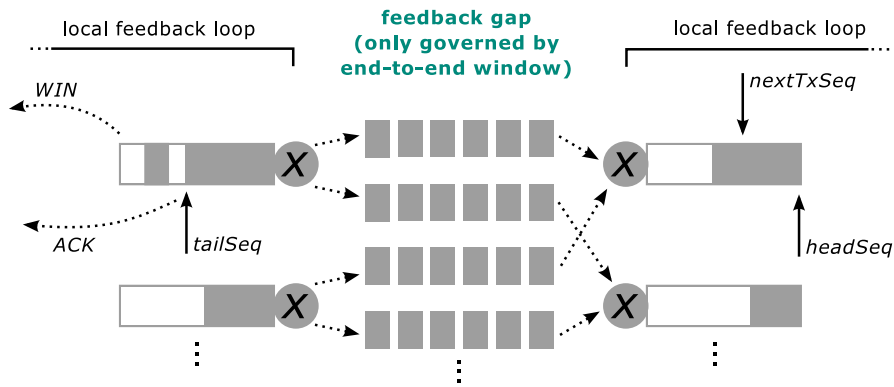 local feedback loop
feedback gap
(only governed by
end-to-end window)
local feedback loop
WIN
nextTxSeq
X
X
ACK
tailSeq
headSeq
X
X